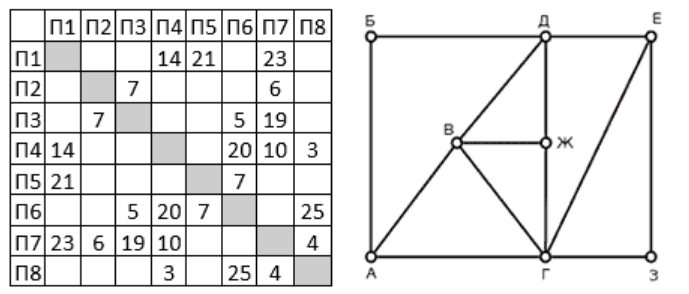 П1 П2 П3 П4 П5 П6 П7 П8
П1 14 21 23
П2 7 6
П3 7 5 19
П4 14 20 10 3
П5 21 7
П6 5 20 7 25
П7 23 6 19 10 4
П8 3 25 4
Б Д Е
В Ж
А Г З